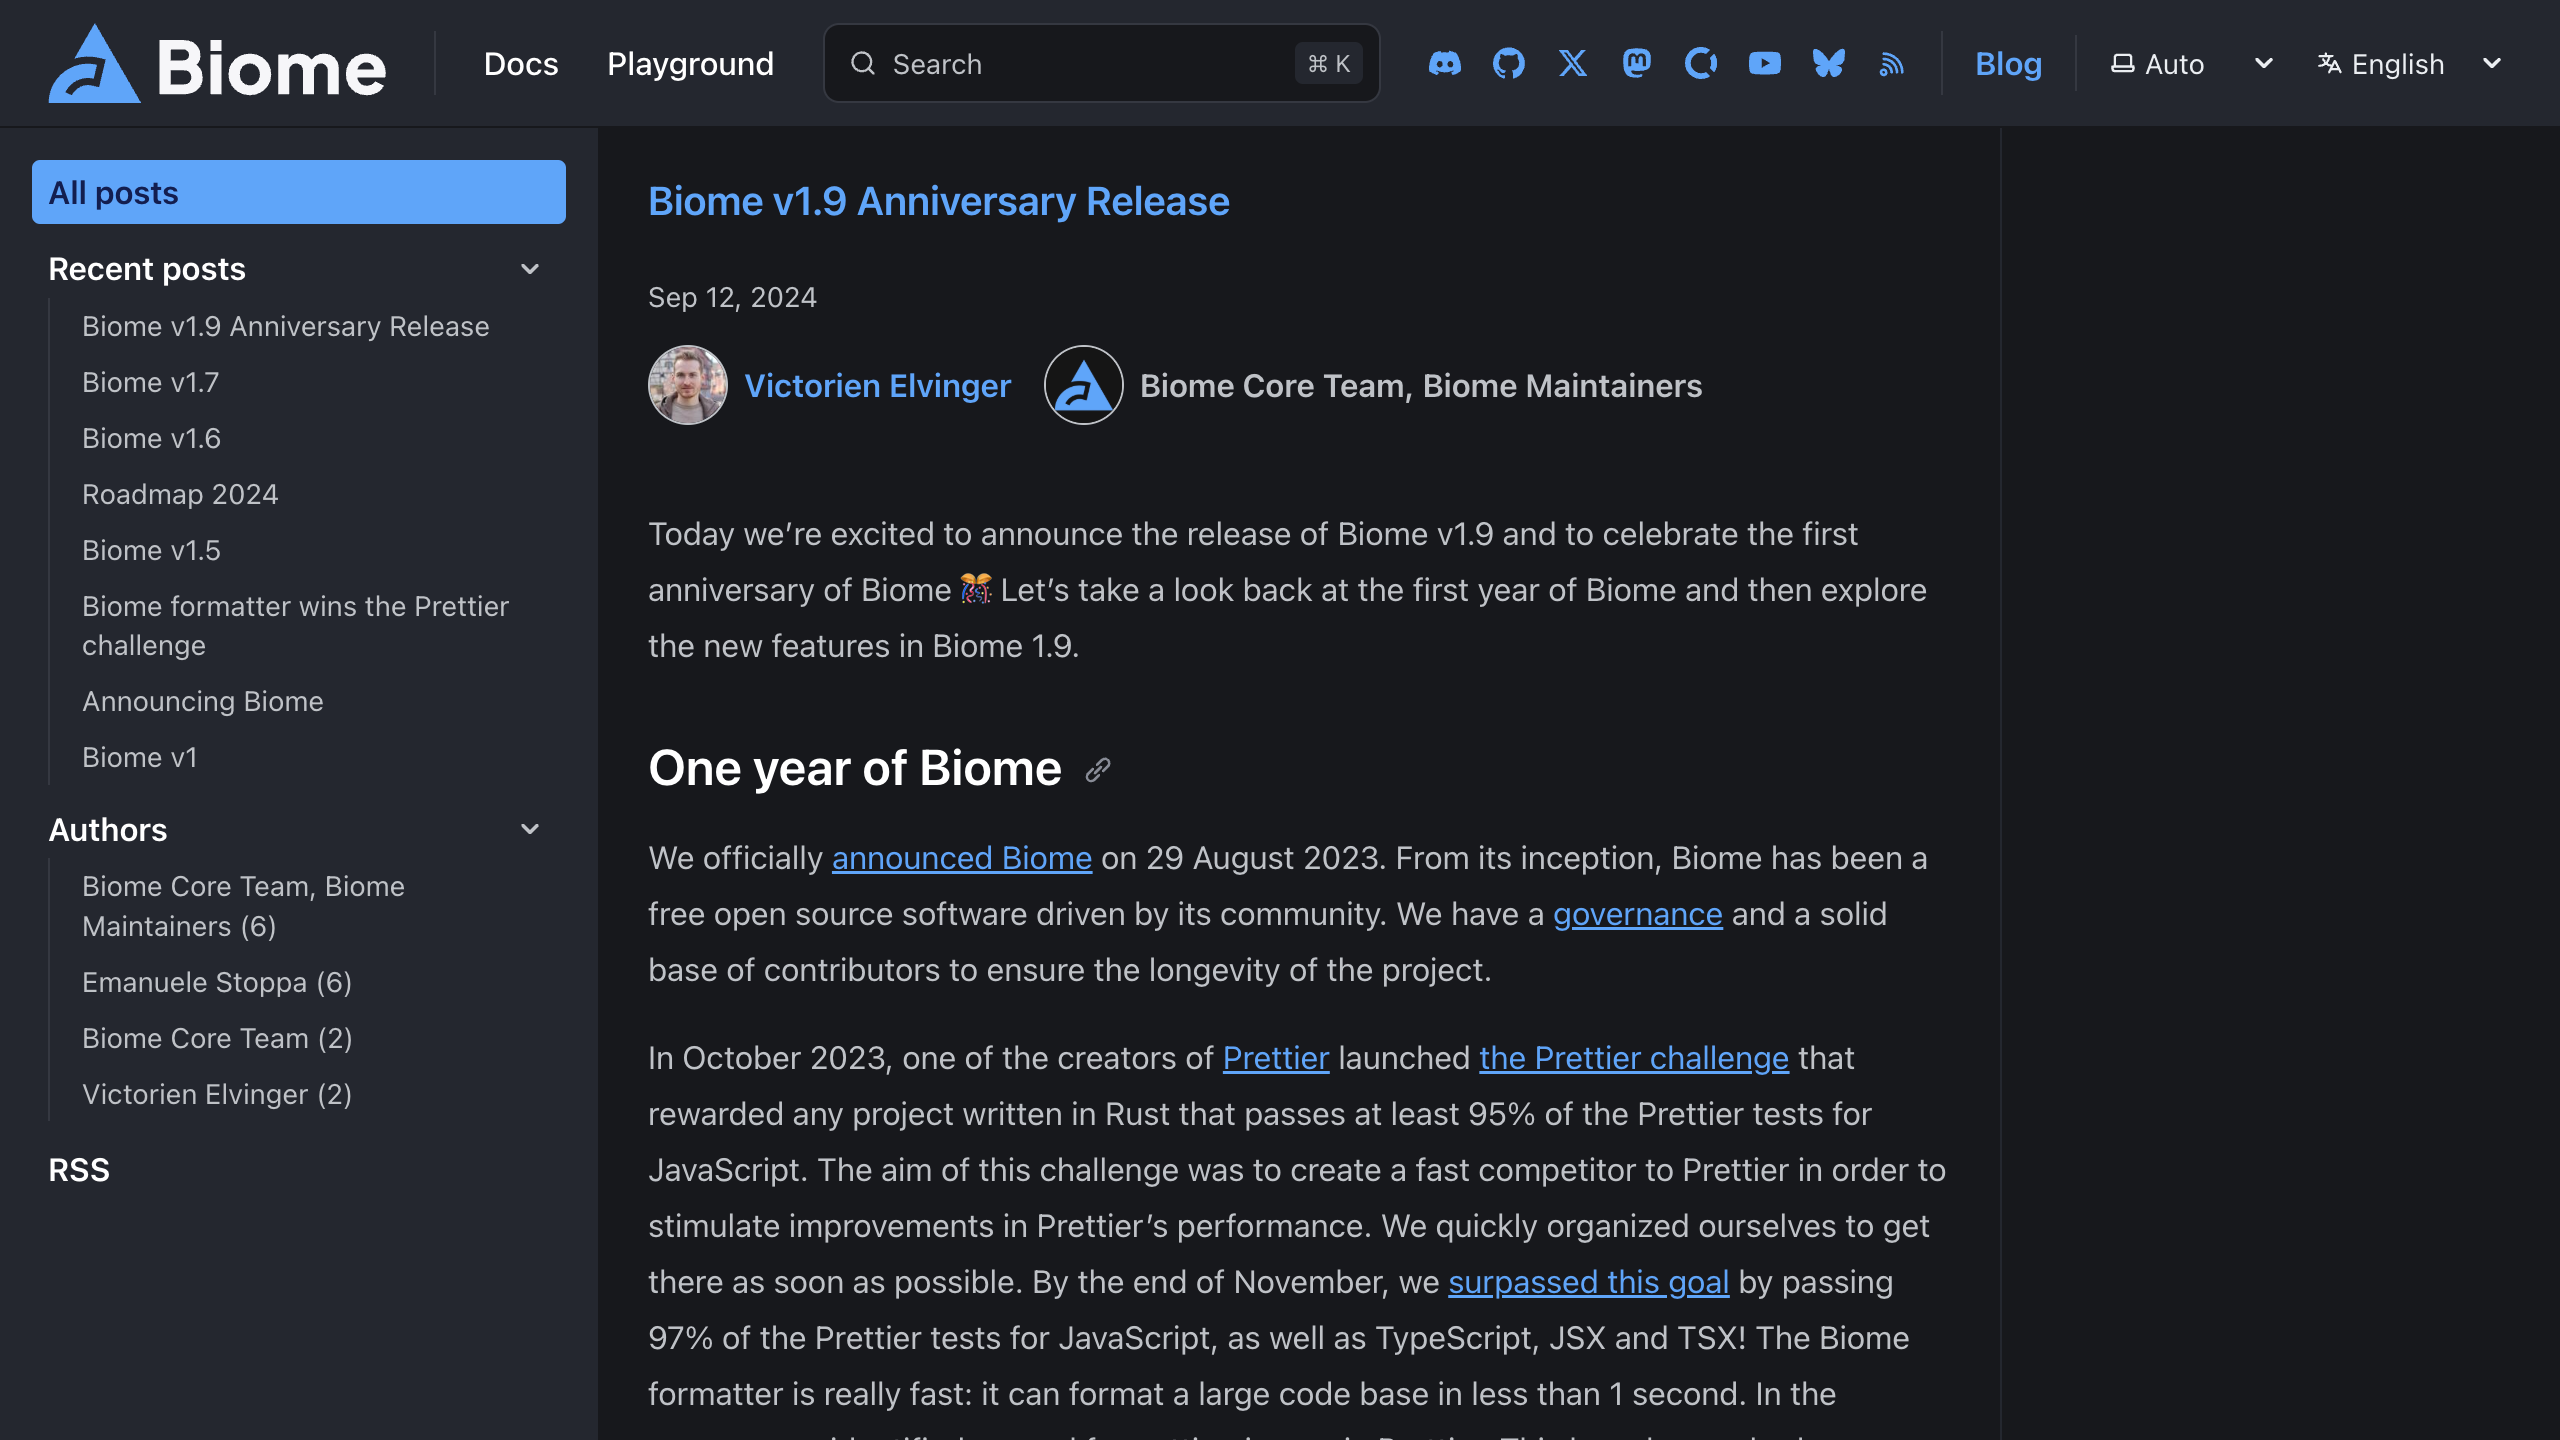 Biome
Docs
Playground
Search
⌘ K
Blog
Auto
English
All posts
Recent posts
Biome v1.9 Anniversary Release
Biome v1.7
Biome v1.6
Roadmap 2024
Biome v1.5
Biome formatter wins the Prettier
challenge
Announcing Biome
Biome v1
Authors
Biome Core Team, Biome
Maintainers (6)
Emanuele Stoppa (6)
Biome Core Team (2)
Victorien Elvinger (2)
RSS
Biome v1.9 Anniversary Release
Sep 12, 2024
Victorien Elvinger
Biome Core Team, Biome Maintainers
Today we’re excited to announce the release of Biome v1.9 and to celebrate the first
anniversary of Biome 🎊 Let’s take a look back at the first year of Biome and then explore
the new features in Biome 1.9.
One year of Biome
We officially announced Biome on 29 August 2023. From its inception, Biome has been a
free open source software driven by its community. We have a governance and a solid
base of contributors to ensure the longevity of the project.
In October 2023, one of the creators of Prettier launched the Prettier challenge that
rewarded any project written in Rust that passes at least 95% of the Prettier tests for
JavaScript. The aim of this challenge was to create a fast competitor to Prettier in order to
stimulate improvements in Prettier’s performance. We quickly organized ourselves to get
there as soon as possible. By the end of November, we surpassed this goal by passing
97% of the Prettier tests for JavaScript, as well as TypeScript, JSX and TSX! The Biome
formatter is really fast: it can format a large code base in less than 1 second. In the